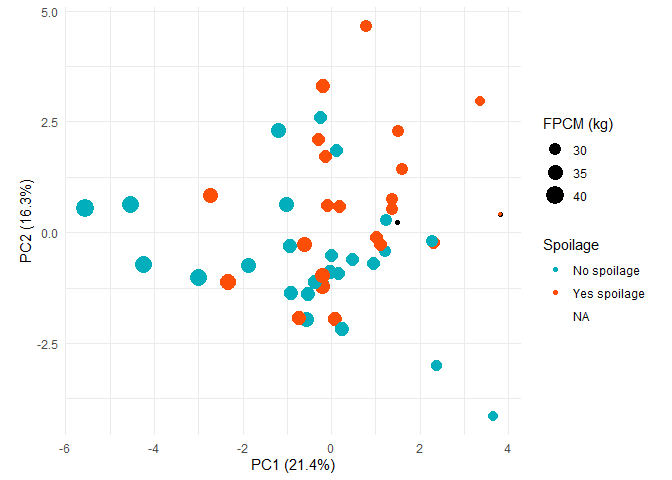 5.0
2.5
0.0
-2.5
PC2 (16.3%)
-6
-4
-2
0
2
4
PC1 (21.4%)
FPCM (kg)
30
35
40
Spoilage
No spoilage
Yes spoilage
NA